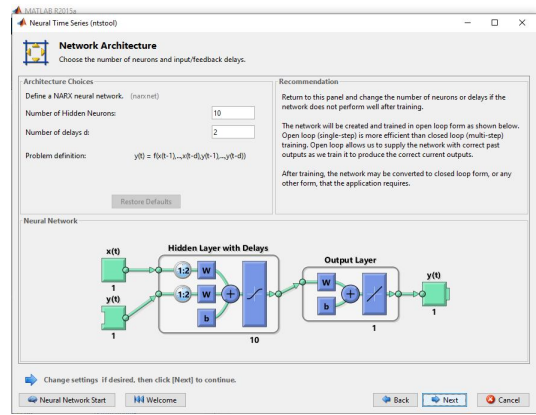 MATLAB R2015a
Neural Time Series (ntstool)
Network Architecture
Choose the number of neurons and input/feedback delays.
Architecture Choices
Define a NARX neural network. (narxnet)
Number of Hidden Neurons: 10
Number of delays d: 2
Problem definition: y(t) = f(x(t-1),...,x(t-d),y(t-1),...,y(t-d))
Restore Defaults
Recommendation
Return to this panel and change the number of neurons or delays if the
network does not perform well after training.
The network will be created and trained in open loop form as shown below.
Open loop (single-step) is more efficient than closed loop (multi-step)
training. Open loop allows us to supply the network with correct past
outputs as we train it to produce the correct current outputs.
After training, the network may be converted to closed loop form, or any
other form, that the application requires.
Neural Network
Hidden Layer with Delays
Output Layer
x(t)
1
y(t)
1
1:2 W
1:2 W
b
10
W
b
1
y(t)
1
Change settings if desired, then click [Next] to continue.
Neural Network Start Welcome Back Next Cancel